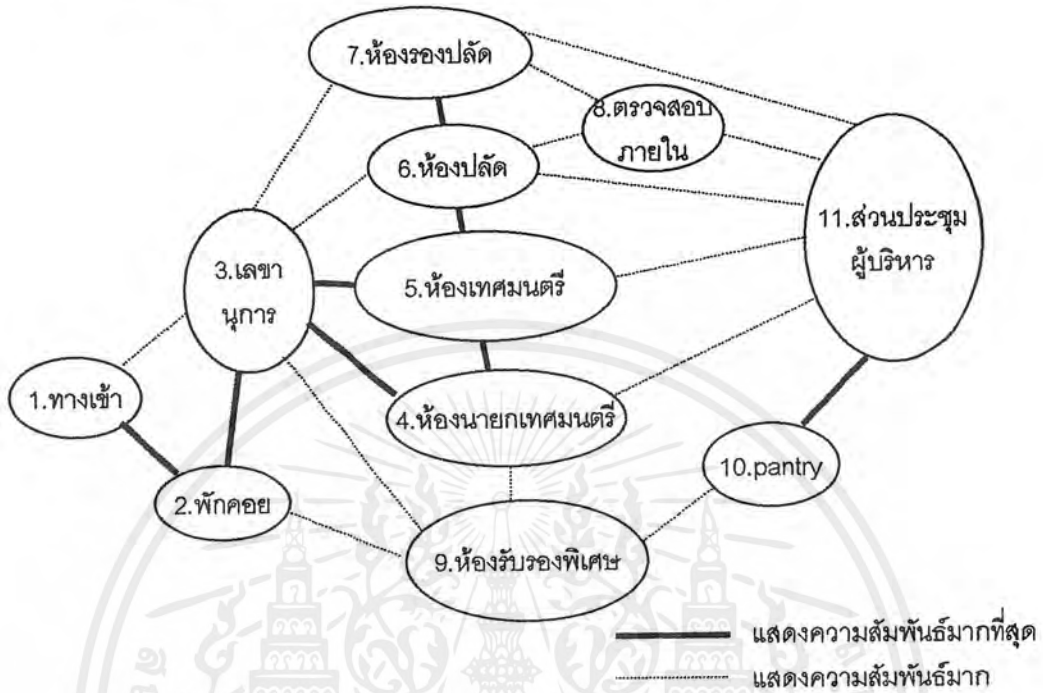 7.ห้องรองปลัด
8.ตรวจสอบ
ภายใน
6.ห้องปลัด
11.ส่วนประชุม
ผู้บริหาร
3.เลขา
นุการ
5.ห้องเทศมนตรี
1.ทางเข้า
4.ห้องนายกเทศมนตรี
10.pantry
2.พักคอย
9.ห้องรับรองพิเศษ
แสดงความสัมพันธ์มากที่สุด
แสดงความสัมพันธ์มาก